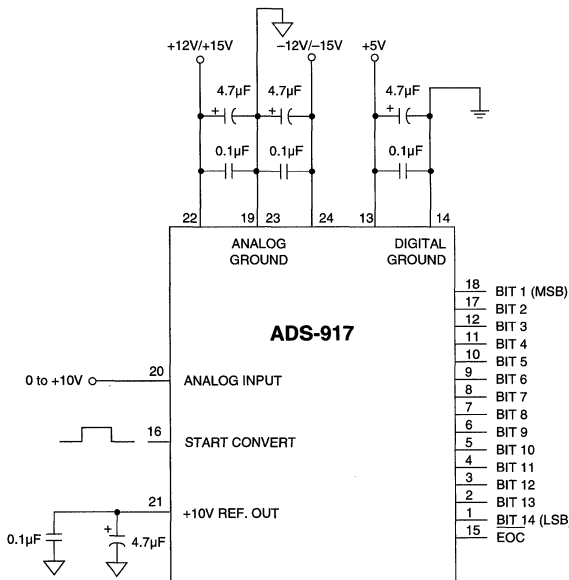 +12V/+15V
–12V/–15V
+5V
4.7µF
4.7µF
4.7µF
+
+
+
0.1µF
0.1µF
0.1µF
22
19
23
24
13
14
ANALOG
GROUND
DIGITAL
GROUND
ADS-917
18 BIT 1 (MSB)
17 BIT 2
12 BIT 3
11 BIT 4
10 BIT 5
9 BIT 6
8 BIT 7
7 BIT 8
6 BIT 9
5 BIT 10
4 BIT 11
3 BIT 12
2 BIT 13
1 BIT 14 (LSB)
15 EOC
0 to +10V
20
ANALOG INPUT
16
START CONVERT
21
+10V REF. OUT
0.1µF
+
4.7µF